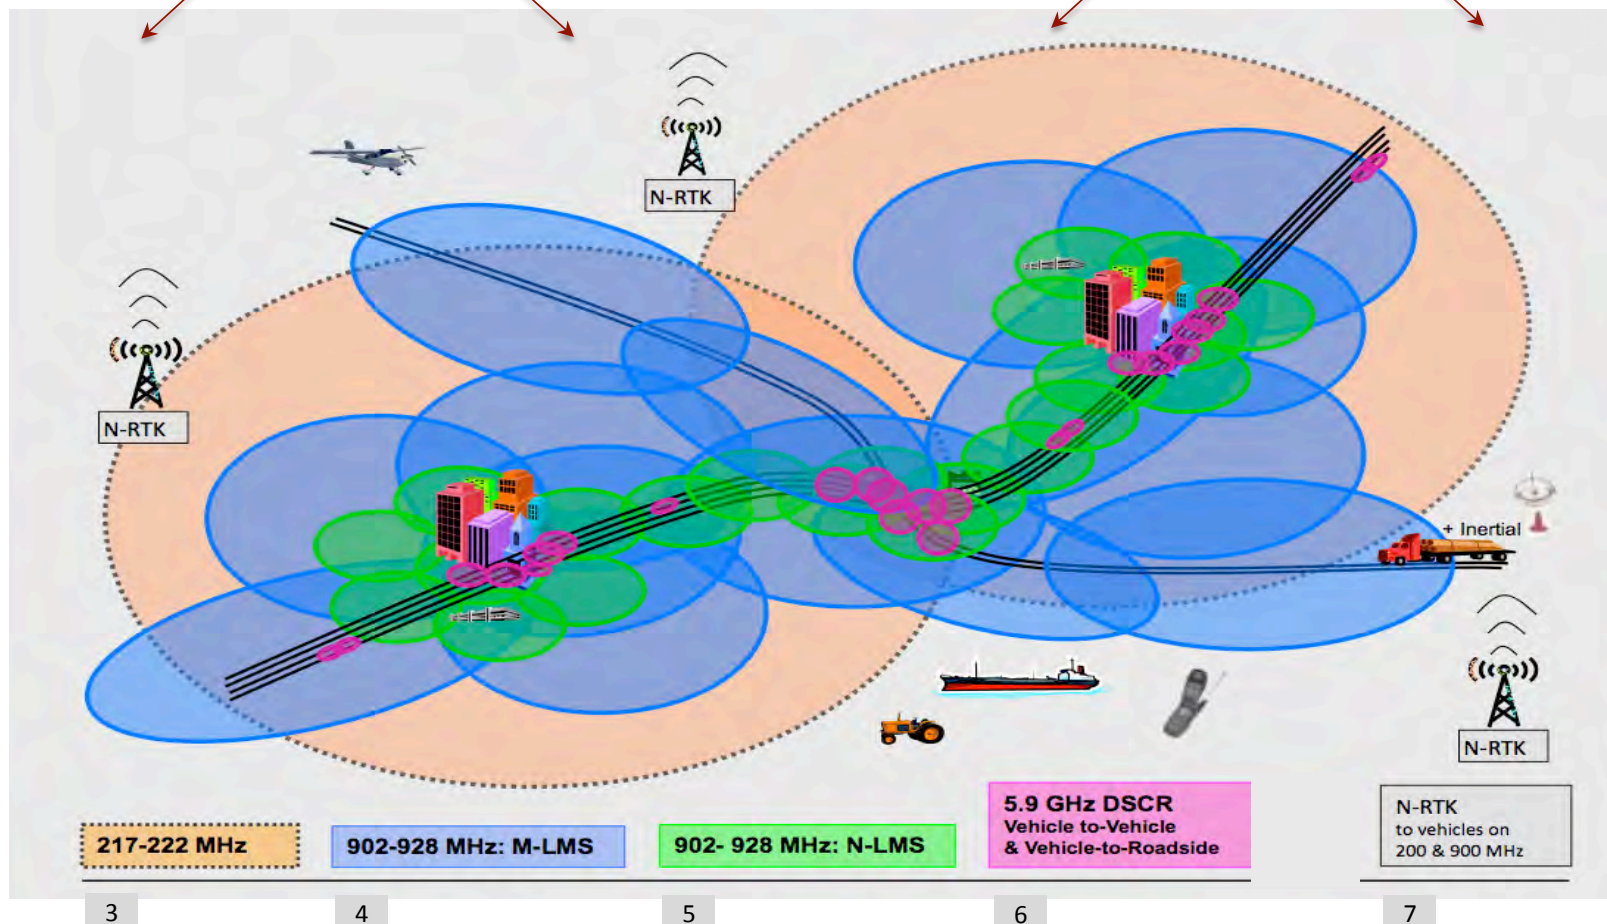 N-RTK
N-RTK
+ Inertial
N-RTK
217-222 MHz
902-928 MHz: M-LMS
902- 928 MHz: N-LMS
5.9 GHz DSCR
Vehicle to-Vehicle
& Vehicle-to-Roadside
N-RTK
to vehicles on
200 & 900 MHz
3
4
5
6
7